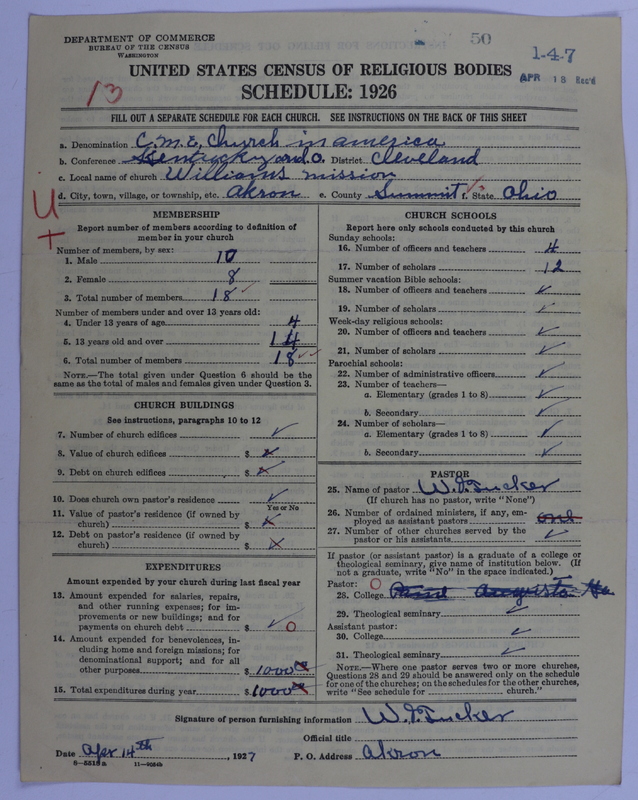 DEPARTMENT OF COMMERCE
BUREAU OF THE CENSUS
WASHINGTON
50
1-4-7
APR 18 Rec'd
13
UNITED STATES CENSUS OF RELIGIOUS BODIES
SCHEDULE: 1926
FILL OUT A SEPARATE SCHEDULE FOR EACH CHURCH. SEE INSTRUCTIONS ON THE BACK OF THIS SHEET
a. Denomination C.M.E. Church in america
b. Conference Kentucky and O. District Cleveland
c. Local name of church Williams mission
d. City, town, village, or township, etc. akron e. County Summit f. State Ohio
U
+
MEMBERSHIP
Report number of members according to definition of
member in your church
Number of members, by sex:
1. Male 10
2. Female 8
3. Total number of members 18 ✓
Number of members under and over 13 years old:
4. Under 13 years of age 4
5. 13 years old and over 14
6. Total number of members 18 ✓✓
NOTE.—The total given under Question 6 should be the
same as the total of males and females given under Question 3.
CHURCH BUILDINGS
See instructions, paragraphs 10 to 12
7. Number of church edifices ✓
8. Value of church edifices $ x
9. Debt on church edifices $ x
10. Does church own pastor's residence ✓
Yes or No
11. Value of pastor's residence (if owned by
church) $ x
12. Debt on pastor's residence (if owned by
church) $ x
EXPENDITURES
Amount expended by your church during last fiscal year
13. Amount expended for salaries, repairs,
and other running expenses; for im-
provements or new buildings; and for
payments on church debt $ ✓ 0
14. Amount expended for benevolences, in-
cluding home and foreign missions; for
denominational support; and for all
other purposes $ 1000
15. Total expenditures during year $ 1000
CHURCH SCHOOLS
Report here only schools conducted by this church
Sunday schools:
16. Number of officers and teachers 4
17. Number of scholars 12
Summer vacation Bible schools:
18. Number of officers and teachers ✓
19. Number of scholars ✓
Week-day religious schools:
20. Number of officers and teachers ✓
21. Number of scholars ✓
Parochial schools:
22. Number of administrative officers ✓
23. Number of teachers—
a. Elementary (grades 1 to 8) ✓
b. Secondary ✓
24. Number of scholars—
a. Elementary (grades 1 to 8) ✓
b. Secondary ✓
PASTOR
25. Name of pastor W.I. Tucker
(If church has no pastor, write "None")
26. Number of ordained ministers, if any, em-
ployed as assistant pastors one
27. Number of other churches served by the
pastor or his assistants ✓
If pastor (or assistant pastor) is a graduate of a college or
theological seminary, give name of institution below. (If
not a graduate, write "No" in the space indicated.)
Pastor: O
28. College Paine Augusta Ga
29. Theological seminary ✓
Assistant pastor:
30. College ✓
31. Theological seminary ✓
NOTE.—Where one pastor serves two or more churches,
Questions 28 and 29 should be answered only on the schedule
for one of the churches; on the schedules for the other churches,
write "See schedule for church."
Signature of person furnishing information W.I. Tucker
Official title
Date apr 14th, 1927 P. O. Address akron
8-5519a 11-9084b